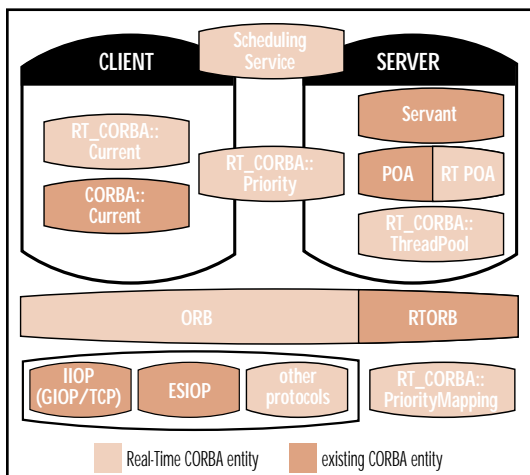 Scheduling
Service
CLIENT
SERVER
RT_CORBA::
Current
CORBA::
Current
RT_CORBA::
Priority
Servant
POA
RT POA
RT_CORBA::
ThreadPool
ORB
RTORB
IIOP
(GIOP/TCP)
ESIOP
other
protocols
RT_CORBA::
PriorityMapping
Real-Time CORBA entity
existing CORBA entity